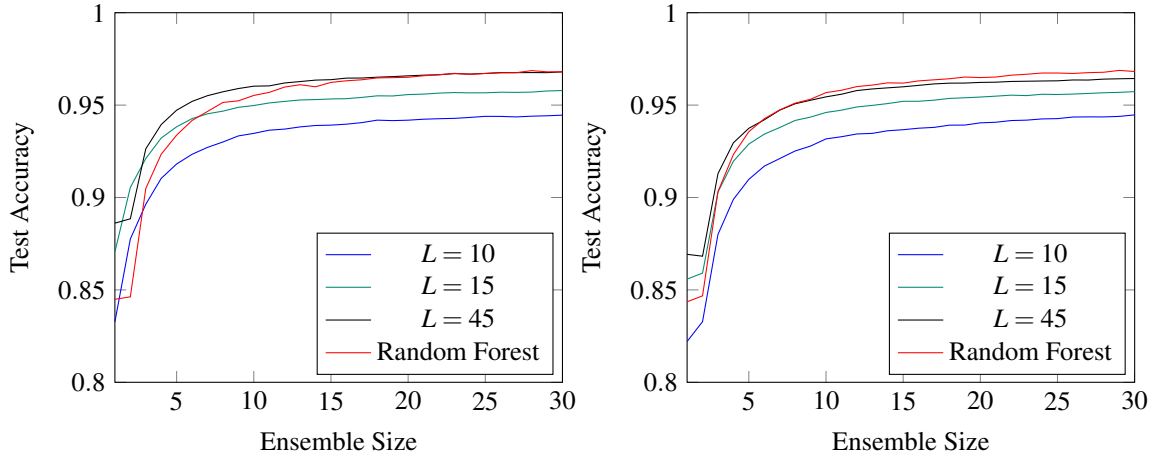 1
0.95
0.9
0.85
0.8
5
10
15
20
25
30
Test Accuracy
Ensemble Size
L = 10
L = 15
L = 45
Random Forest
1
0.95
0.9
0.85
0.8
5
10
15
20
25
30
Test Accuracy
Ensemble Size
L = 10
L = 15
L = 45
Random Forest